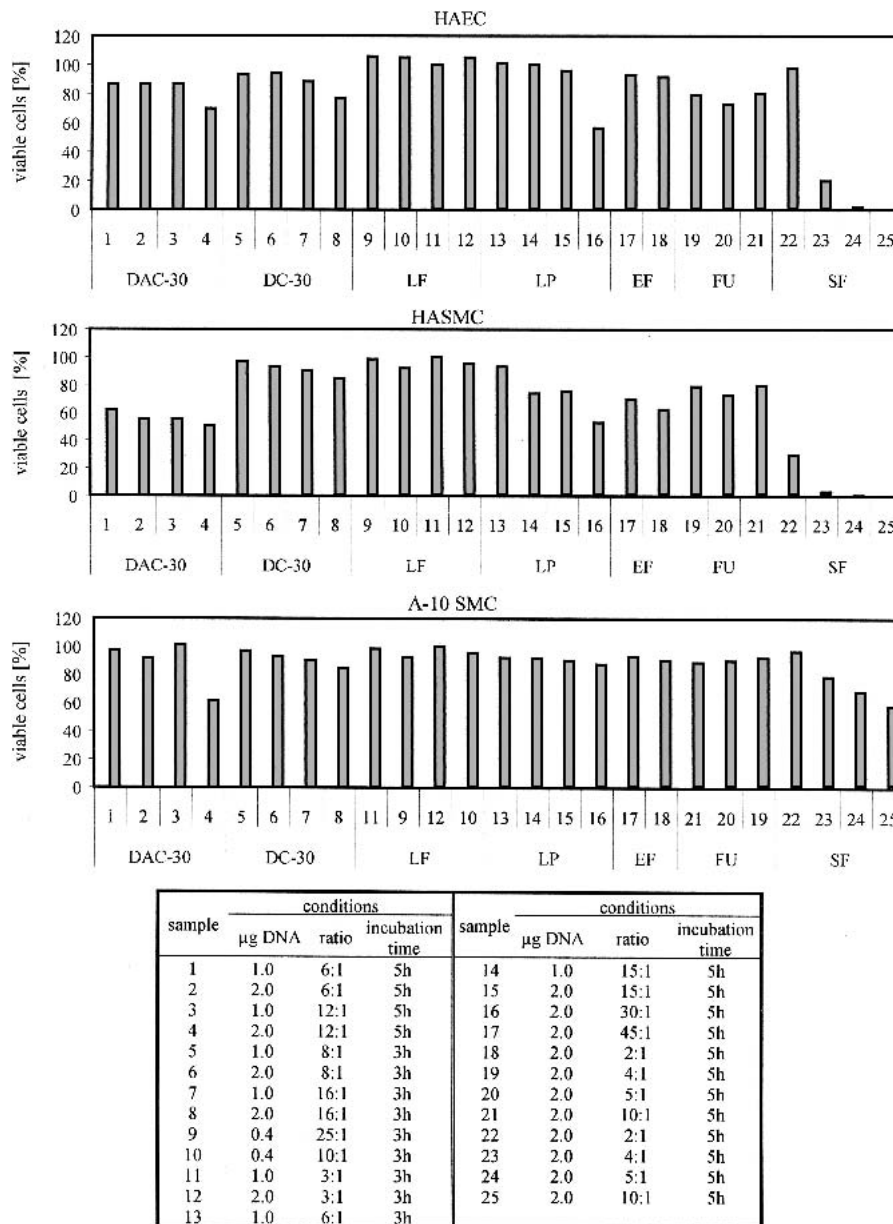 HAEC
viable cells [%]
120
100
80
60
40
20
0
1 2 3 4 5 6 7 8 9 10 11 12 13 14 15 16 17 18 19 20 21 22 23 24 25
DAC-30 DC-30 LF LP EF FU SF
HASMC
viable cells [%]
120
100
80
60
40
20
0
1 2 3 4 5 6 7 8 9 10 11 12 13 14 15 16 17 18 19 20 21 22 23 24 25
DAC-30 DC-30 LF LP EF FU SF
A-10 SMC
viable cells [%]
120
100
80
60
40
20
0
1 2 3 4 5 6 7 8 11 9 12 10 13 14 15 16 17 18 21 20 19 22 23 24 25
DAC-30 DC-30 LF LP EF FU SF
conditions conditions
sample µg DNA ratio incubation time sample µg DNA ratio incubation time
1 1.0 6:1 5h 14 1.0 15:1 5h
2 2.0 6:1 5h 15 2.0 15:1 5h
3 1.0 12:1 5h 16 2.0 30:1 5h
4 2.0 12:1 5h 17 2.0 45:1 5h
5 1.0 8:1 3h 18 2.0 2:1 5h
6 2.0 8:1 3h 19 2.0 4:1 5h
7 1.0 16:1 3h 20 2.0 5:1 5h
8 2.0 16:1 3h 21 2.0 10:1 5h
9 0.4 25:1 3h 22 2.0 2:1 5h
10 0.4 10:1 3h 23 2.0 4:1 5h
11 1.0 3:1 3h 24 2.0 5:1 5h
12 2.0 3:1 3h 25 2.0 10:1 5h
13 1.0 6:1 3h